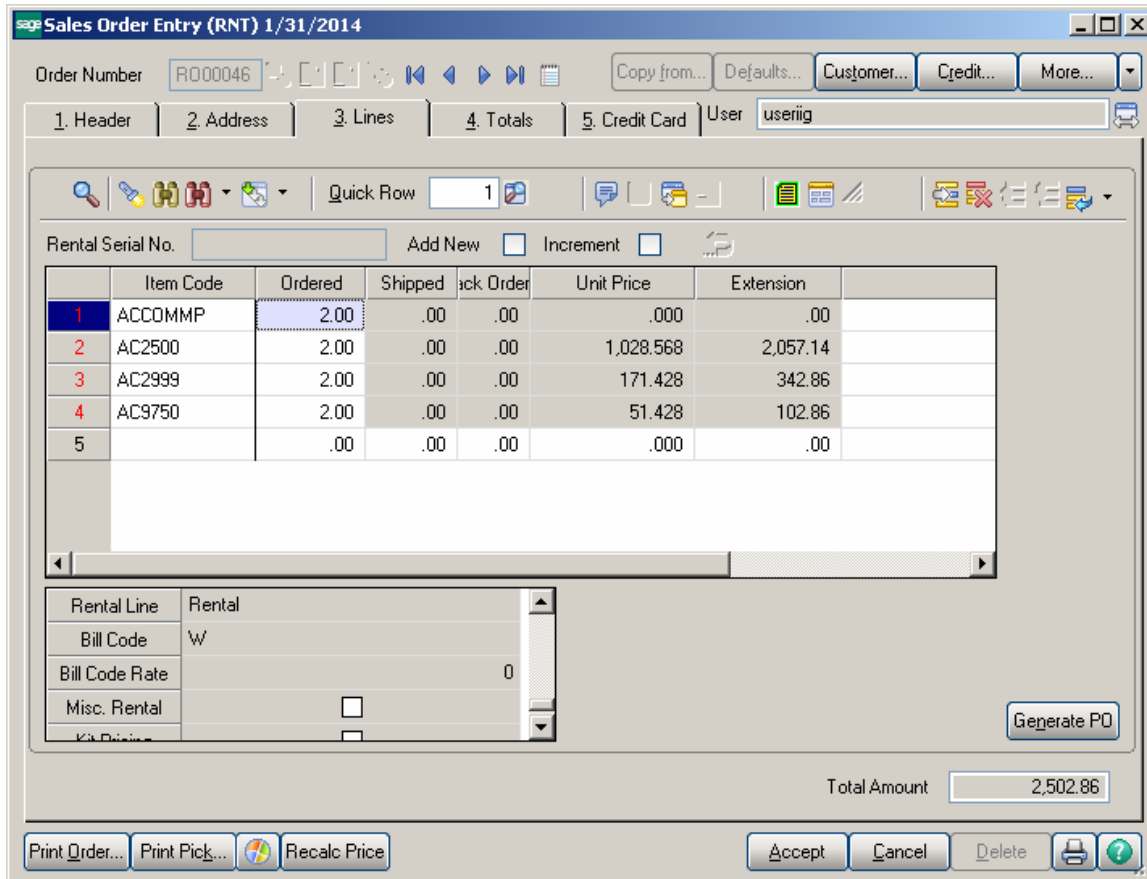 sage Sales Order Entry (RNT) 1/31/2014
Order Number RO00046 Copy from... Defaults... Customer... Credit... More...
1. Header 2. Address 3. Lines 4. Totals 5. Credit Card User useriig
Quick Row 1
Rental Serial No. Add New Increment
Item Code Ordered Shipped ack Order Unit Price Extension
1 ACCOMMP 2.00 .00 .00 .000 .00
2 AC2500 2.00 .00 .00 1,028.568 2,057.14
3 AC2999 2.00 .00 .00 171.428 342.86
4 AC9750 2.00 .00 .00 51.428 102.86
5 .00 .00 .00 .000 .00
Rental Line Rental
Bill Code W
Bill Code Rate 0
Misc. Rental
Kit Pricing
Generate PO
Total Amount 2,502.86
Print Order... Print Pick... Recalc Price Accept Cancel Delete